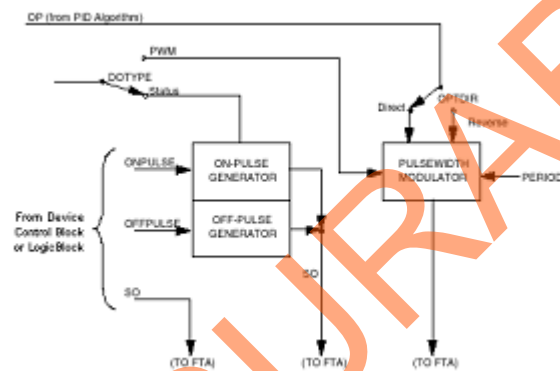 OP (from PID Algorithm)
PWM
DOTYPE
Status
Direct
OPTDIR
Reverse
ONPULSE
ON-PULSE
GENERATOR
PULSEWIDTH
MODULATOR
PERIOD
From Device
Control Block
or LogicBlock
OFFPULSE
OFF-PULSE
GENERATOR
SO
SO
(TO FTA)
(TO FTA)
(TO FTA)